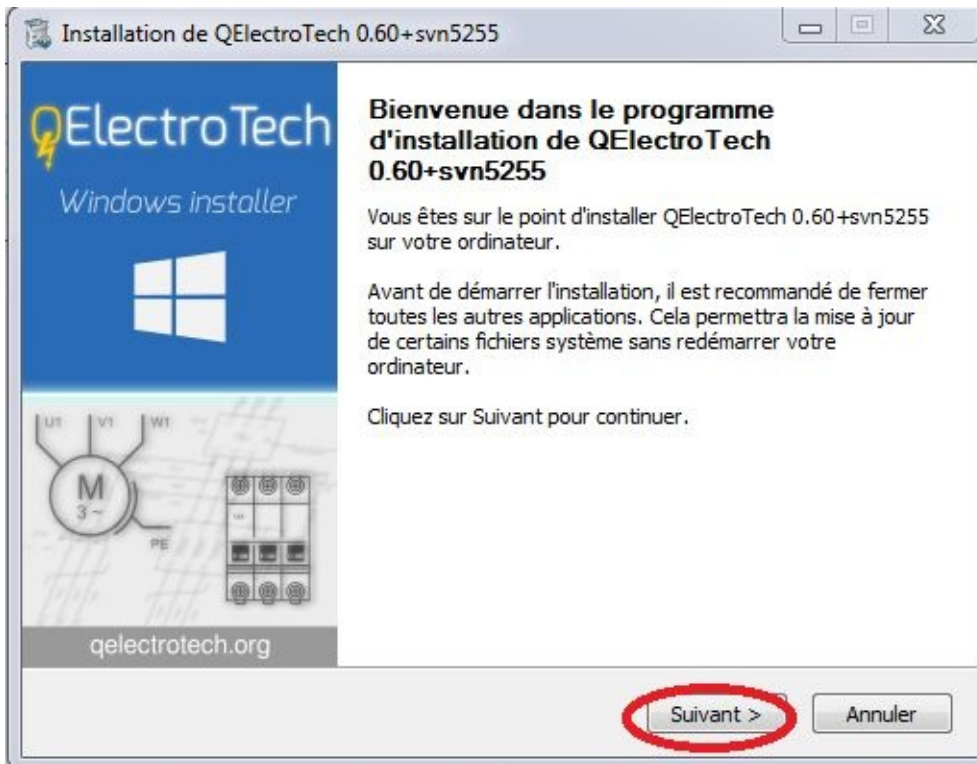 Installation de QElectroTech 0.60+svn5255
QElectroTech
Windows installer
U1 V1 W1
M
3 ~
PE
qelectrotech.org
Bienvenue dans le programme
d'installation de QElectroTech
0.60+svn5255
Vous êtes sur le point d'installer QElectroTech 0.60+svn5255
sur votre ordinateur.
Avant de démarrer l'installation, il est recommandé de fermer
toutes les autres applications. Cela permettra la mise à jour
de certains fichiers système sans redémarrer votre
ordinateur.
Cliquez sur Suivant pour continuer.
Suivant >
Annuler